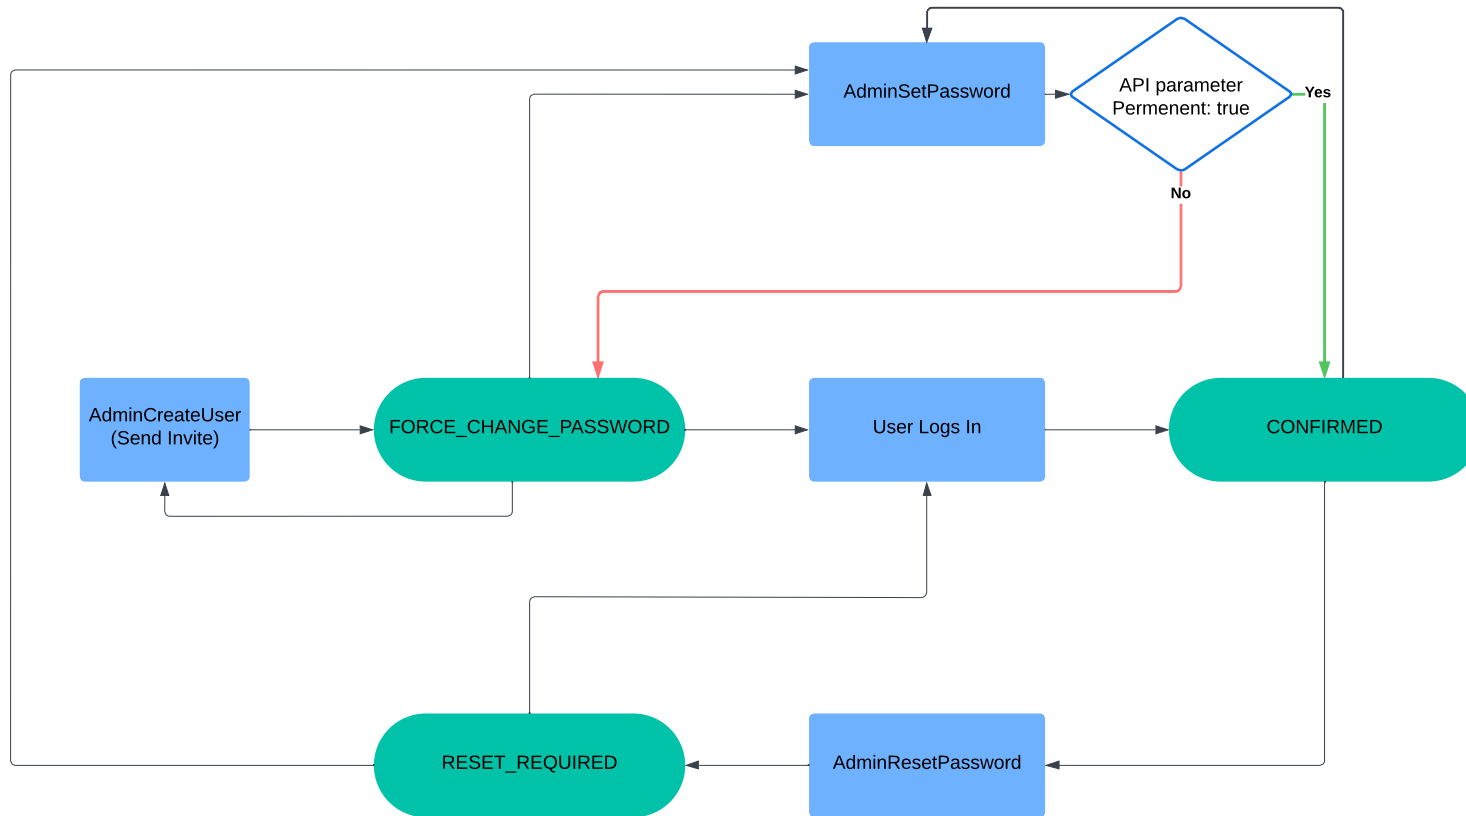 AdminSetPassword
API parameter
Permenent: true
Yes
No
AdminCreateUser
(Send Invite)
FORCE_CHANGE_PASSWORD
User Logs In
CONFIRMED
RESET_REQUIRED
AdminResetPassword